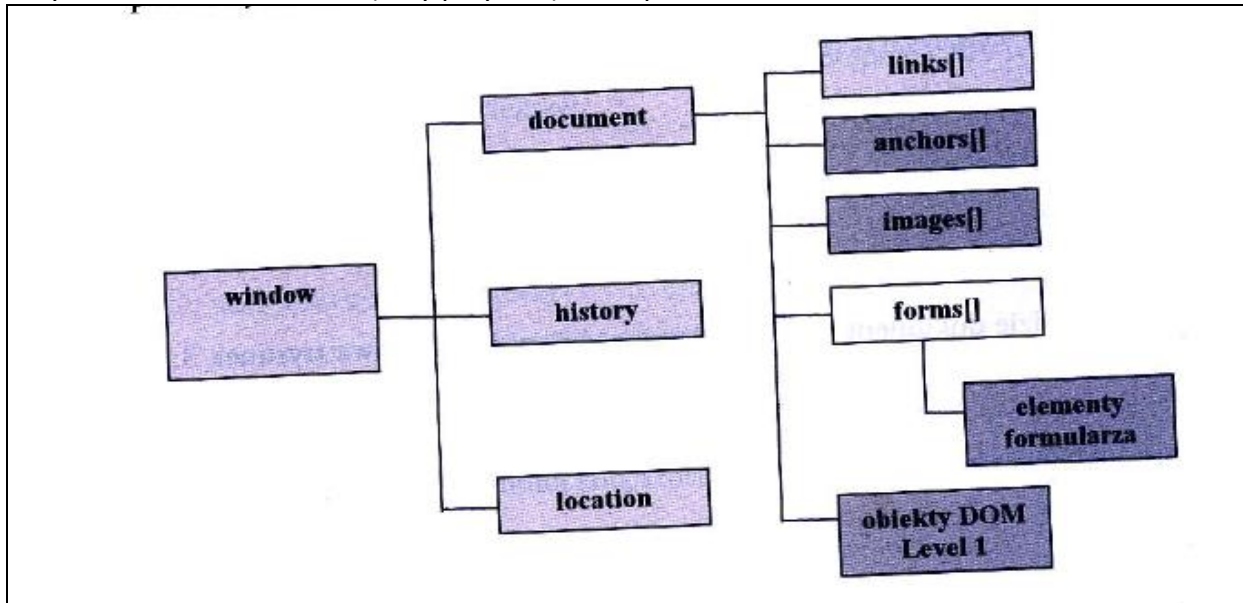 links[]
document
anchors[]
images[]
window
history
forms[]
elementy
formularza
location
obiekty DOM
Level 1